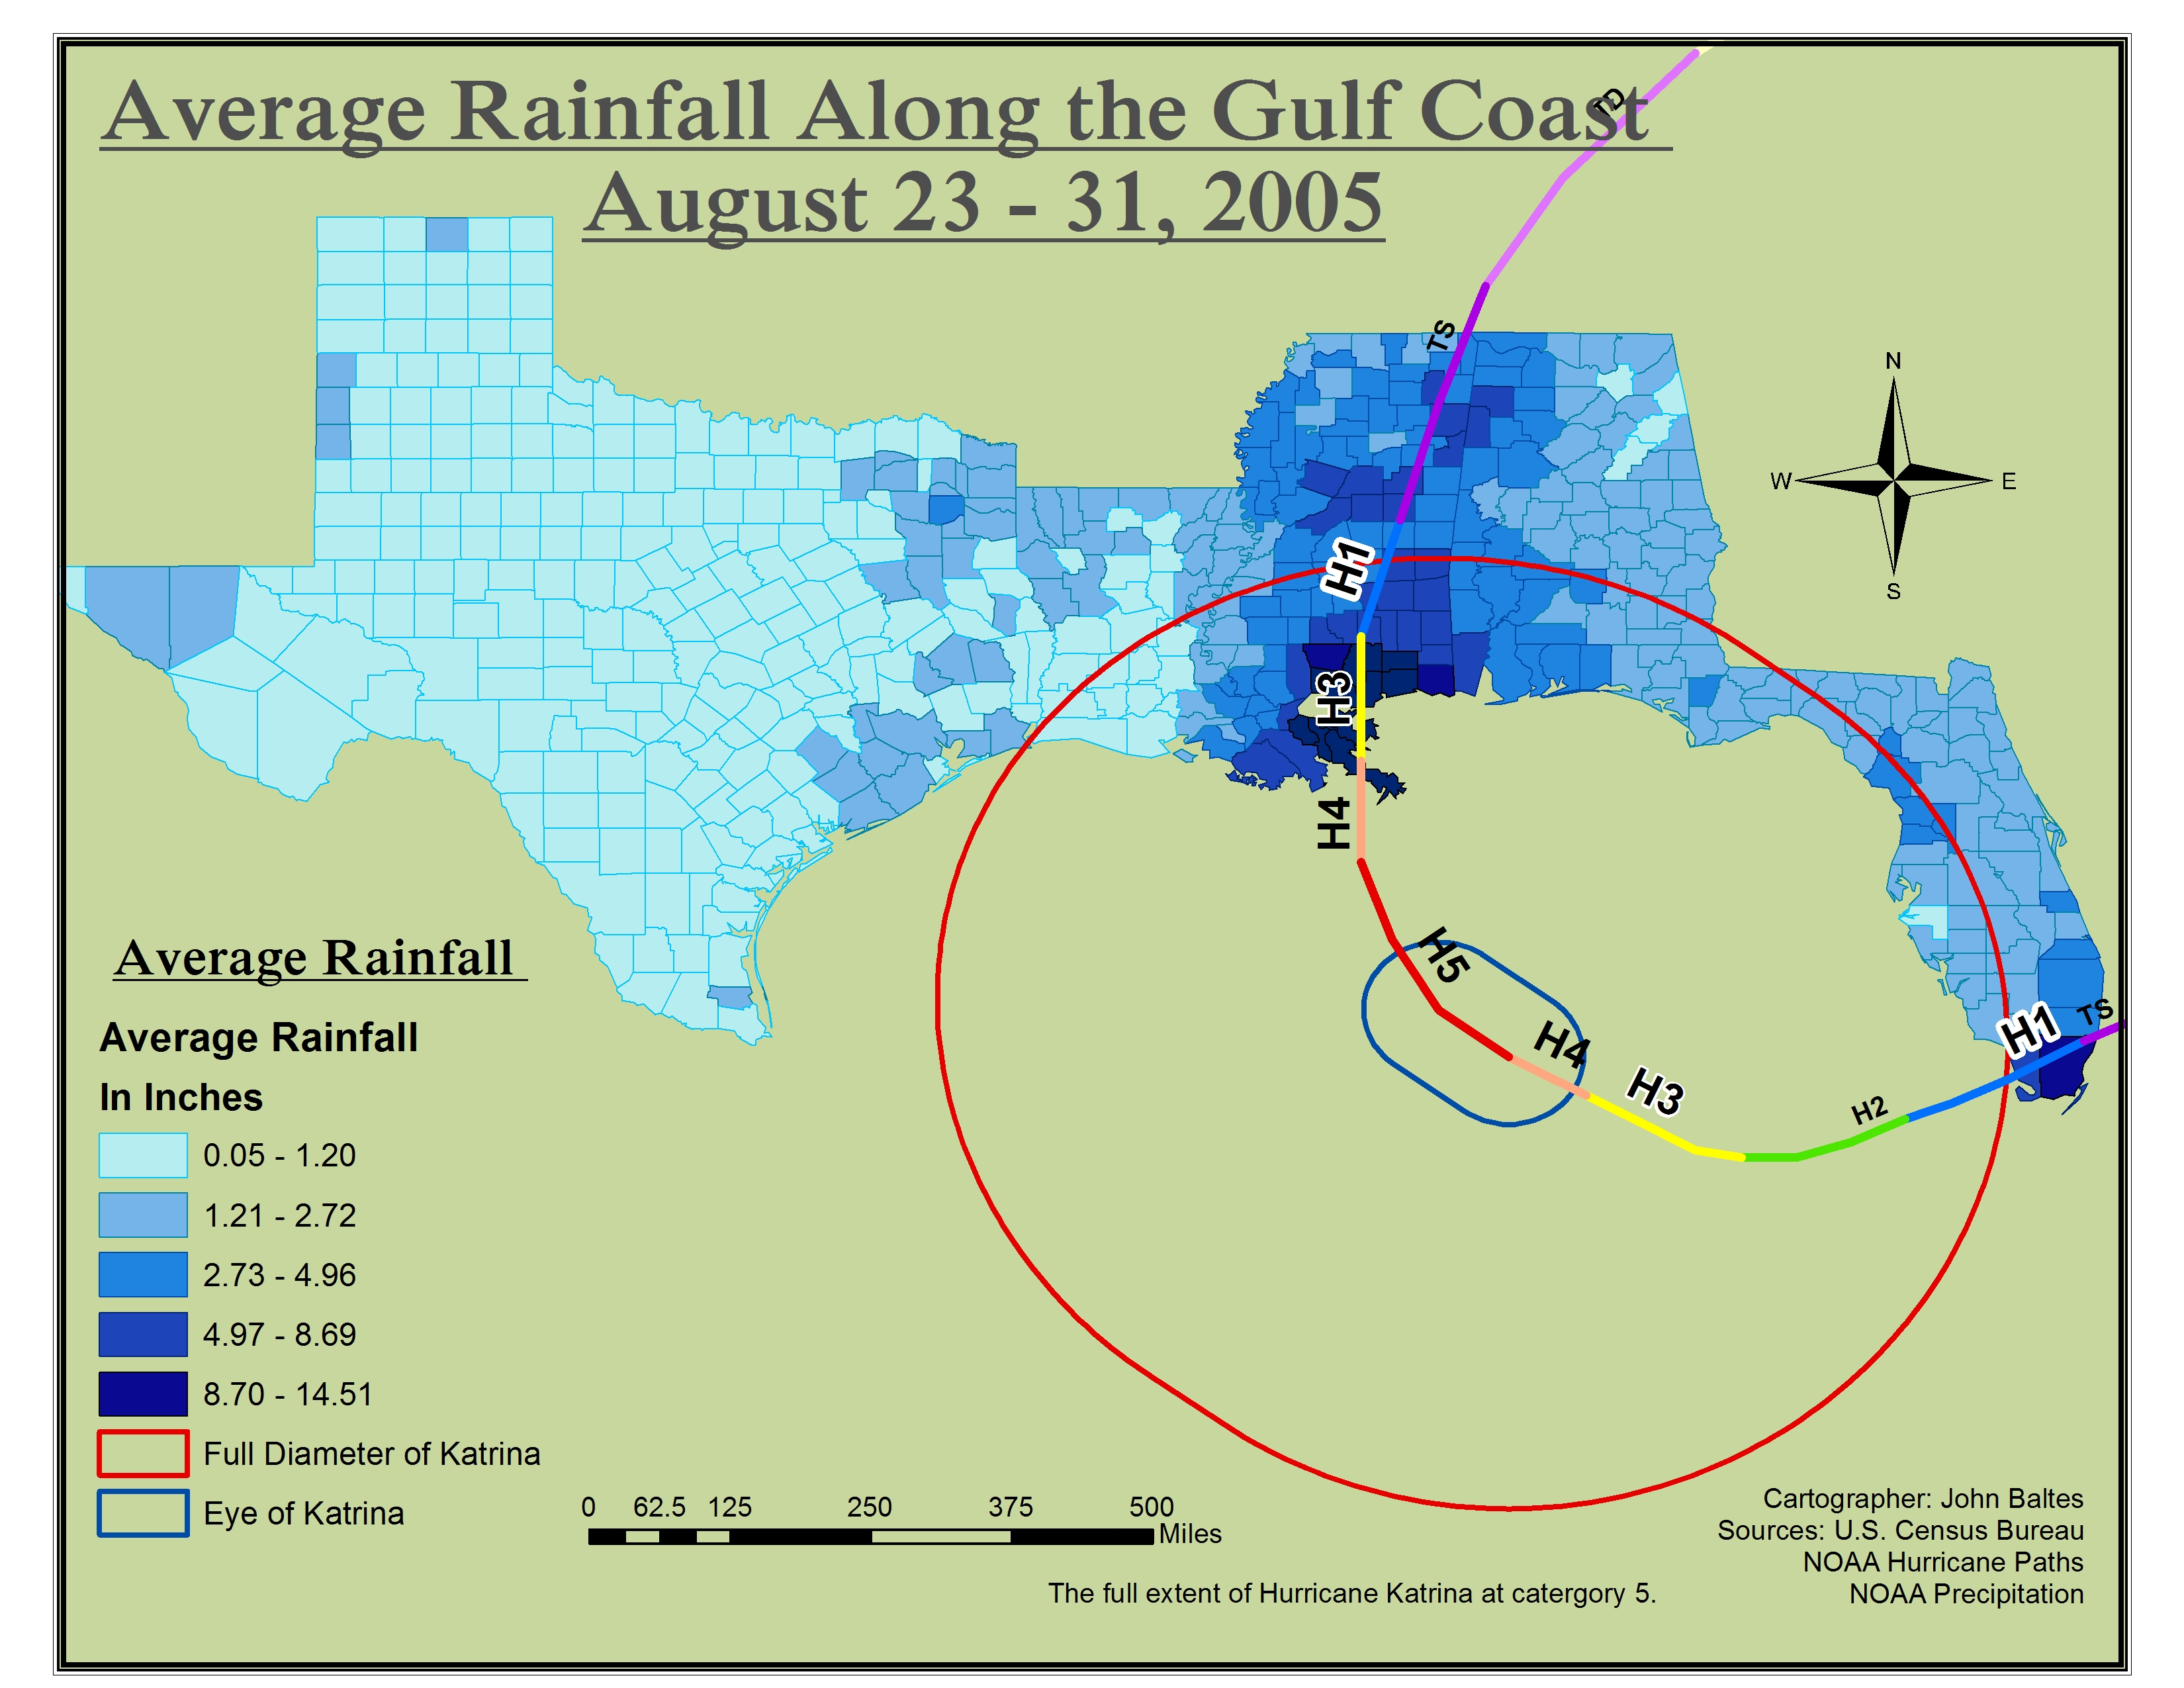 Average Rainfall Along the Gulf Coast
August 23 - 31, 2005
TD
TS
N
W
E
S
H1
H3
H4
H5
H4
H3
H2
H1
TS
Average Rainfall
Average Rainfall
In Inches
0.05 - 1.20
1.21 - 2.72
2.73 - 4.96
4.97 - 8.69
8.70 - 14.51
Full Diameter of Katrina
Eye of Katrina
0 62.5 125 250 375 500
Miles
Cartographer: John Baltes
Sources: U.S. Census Bureau
NOAA Hurricane Paths
NOAA Precipitation
The full extent of Hurricane Katrina at catergory 5.